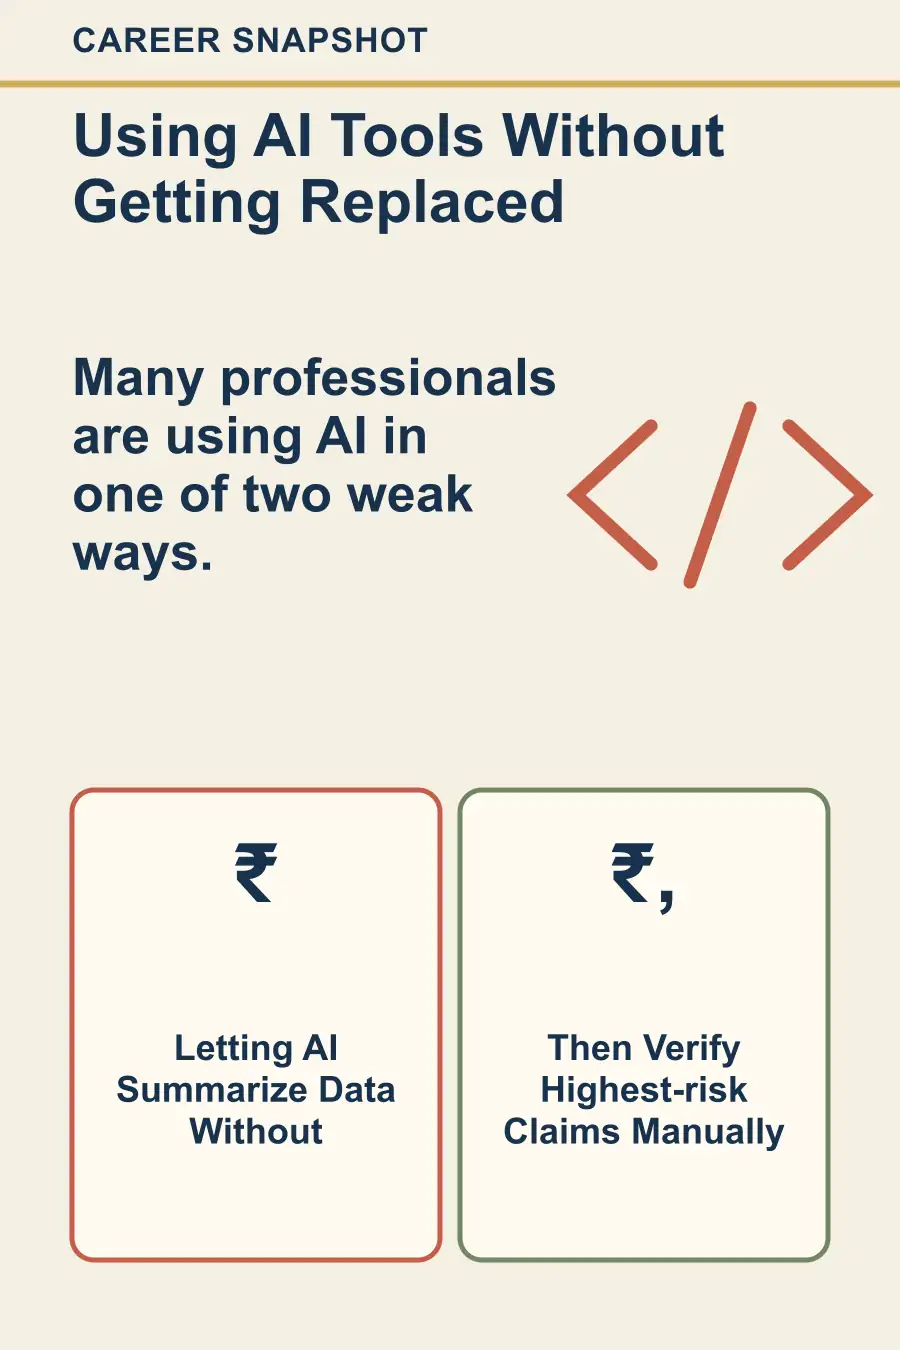 CAREER SNAPSHOT
Using AI Tools Without
Getting Replaced
Many professionals
are using AI in
one of two weak
ways.
₹
Letting AI
Summarize Data
Without
₹,
Then Verify
Highest-risk
Claims Manually